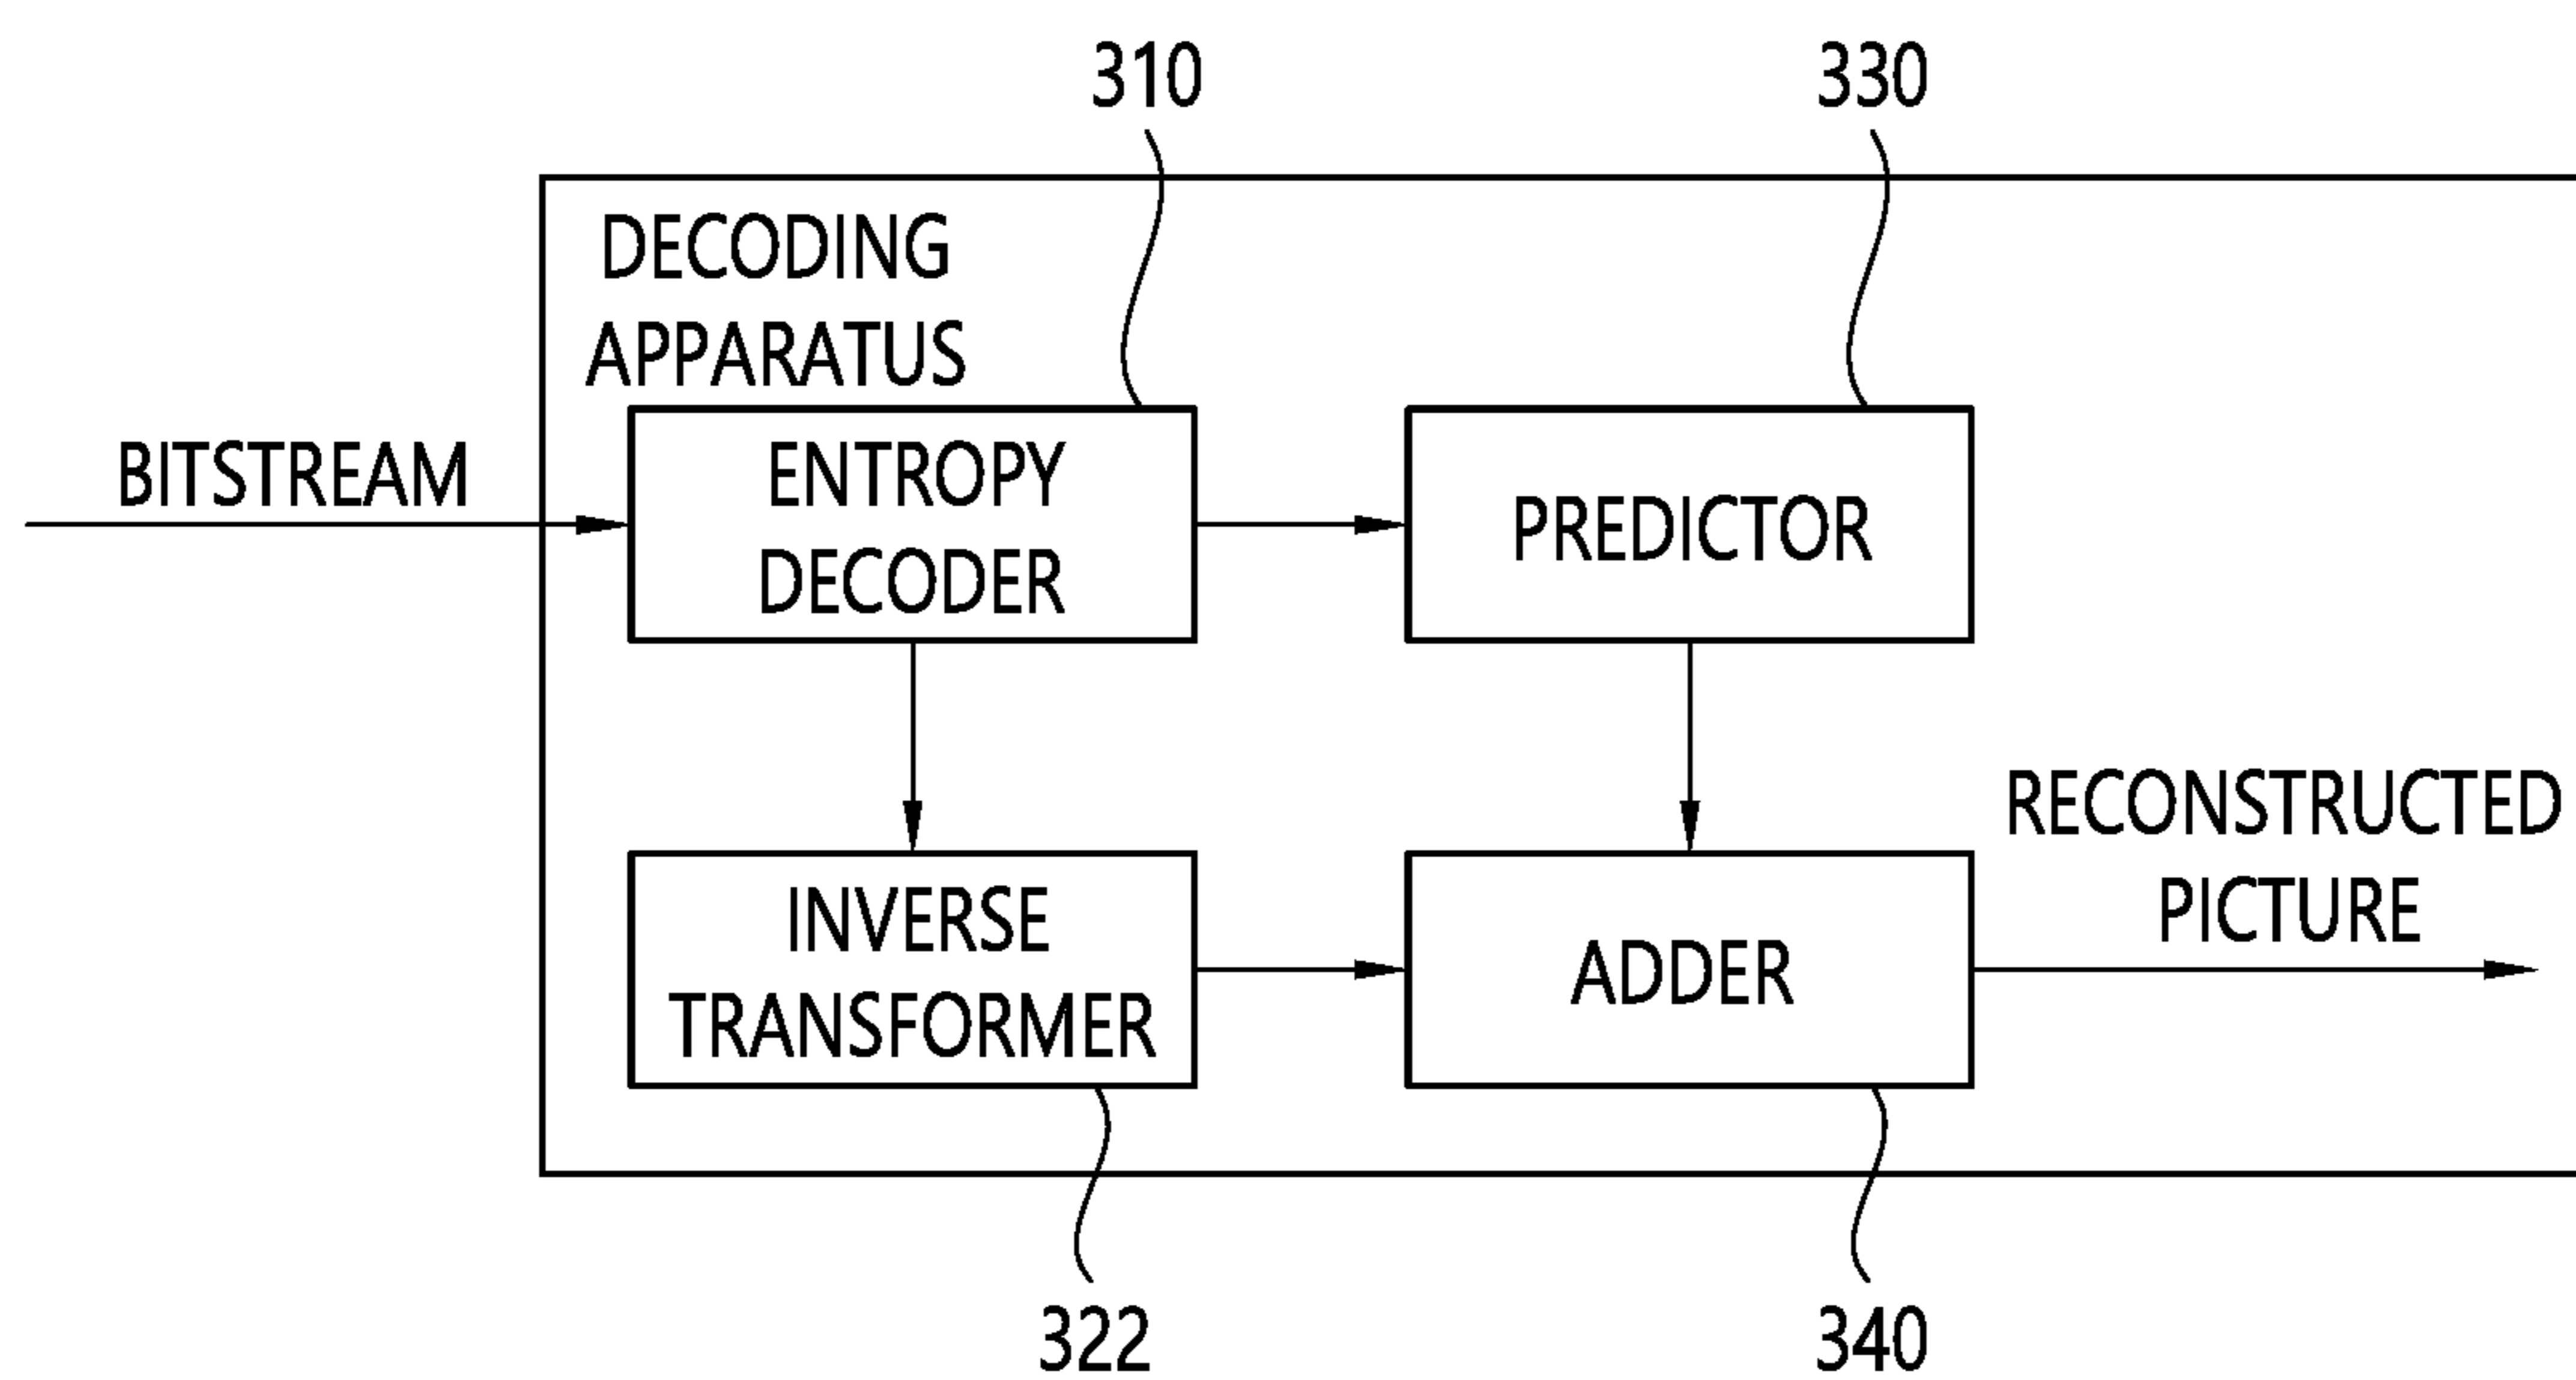 310
330
DECODING
APPARATUS
BITSTREAM
ENTROPY
DECODER
PREDICTOR
RECONSTRUCTED
PICTURE
INVERSE
TRANSFORMER
ADDER
322
340